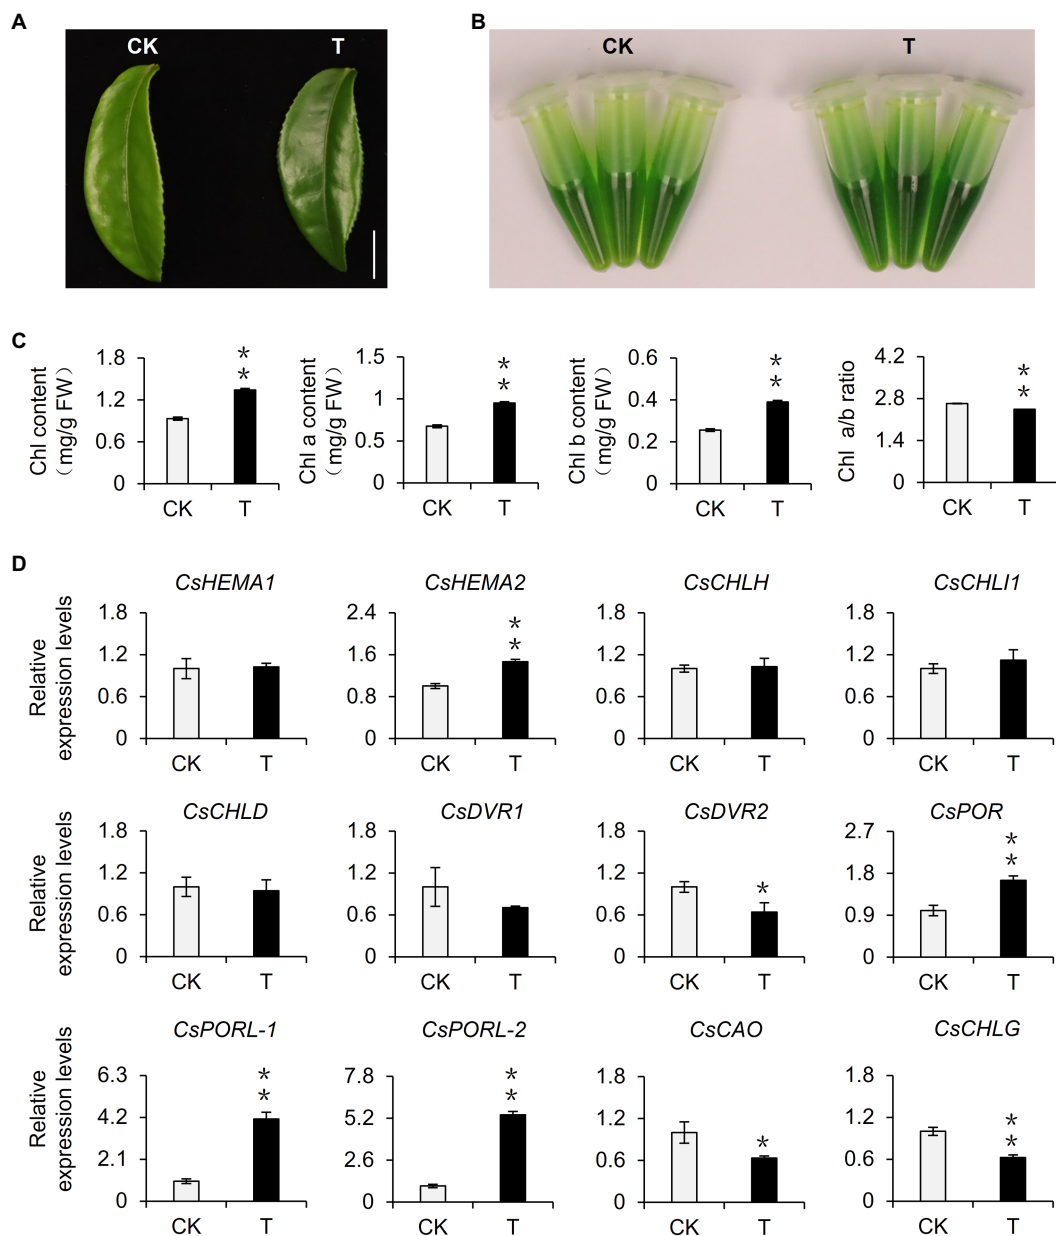 A
B
CK
T
CK
T
C
Chl content
（mg/g FW）
1.8
1.2
0.6
0
CK
T
*
*
Chl a content
（mg/g FW）
1.5
1
0.5
0
CK
T
*
*
Chl b content
（mg/g FW）
0.6
0.4
0.2
0
CK
T
*
*
Chl a/b ratio
4.2
2.8
1.4
0
CK
T
*
*
D
Relative
expression levels
CsHEMA1
1.8
1.2
0.6
0
CK
T
CsHEMA2
2.4
1.6
0.8
0
CK
T
*
*
CsCHLH
1.8
1.2
0.6
0
CK
T
CsCHLI1
1.8
1.2
0.6
0
CK
T
Relative
expression levels
CsCHLD
1.8
1.2
0.6
0
CK
T
CsDVR1
1.8
1.2
0.6
0
CK
T
CsDVR2
1.8
1.2
0.6
0
CK
T
*
CsPOR
2.7
1.8
0.9
0
CK
T
*
*
Relative
expression levels
CsPORL-1
6.3
4.2
2.1
0
CK
T
*
*
CsPORL-2
7.8
5.2
2.6
0
CK
T
*
*
CsCAO
1.8
1.2
0.6
0
CK
T
*
CsCHLG
1.8
1.2
0.6
0
CK
T
*
*